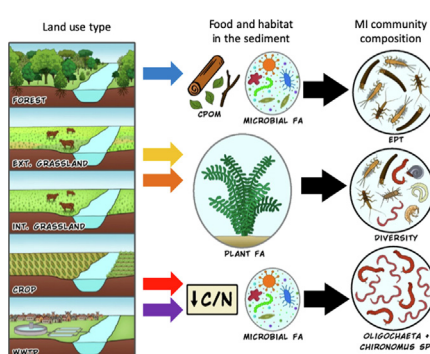 Land use type
Food and habitat
in the sediment
MI community
composition
FOREST
CPOM
MICROBIAL FA
EPT
EXT. GRASSLAND
INT. GRASSLAND
PLANT FA
DIVERSITY
CROP
↓C/N
MICROBIAL FA
WWTP
OLIGOCHAETA +
CHIRONOMUS SP